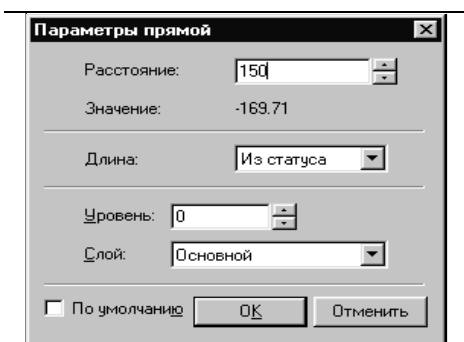 Параметры прямой
Расстояние: 150
Значение: -169.71
Длина: Из статуса
Уровень: 0
Слой: Основной
По умолчанию OK Отменить